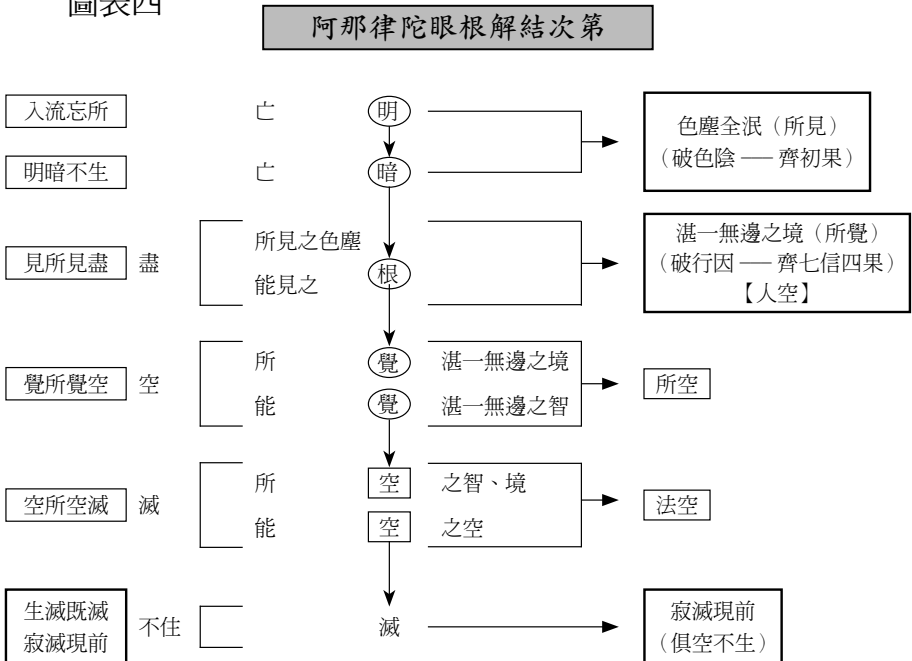 圖表四
阿那律陀眼根解結次第
入流忘所 亡 明
色塵全泯（所見）
（破色陰 — 齊初果）
明暗不生 亡 暗
見所見盡 盡
所見之色塵
能見之 根
湛一無邊之境（所覺）
（破行因 — 齊七信四果）
【人空】
覺所覺空 空
所 覺 湛一無邊之境
能 覺 湛一無邊之智
所空
空所空滅 滅
所 空 之智、境
能 空 之空
法空
生滅既滅
寂滅現前
不住 滅
寂滅現前
（俱空不生）